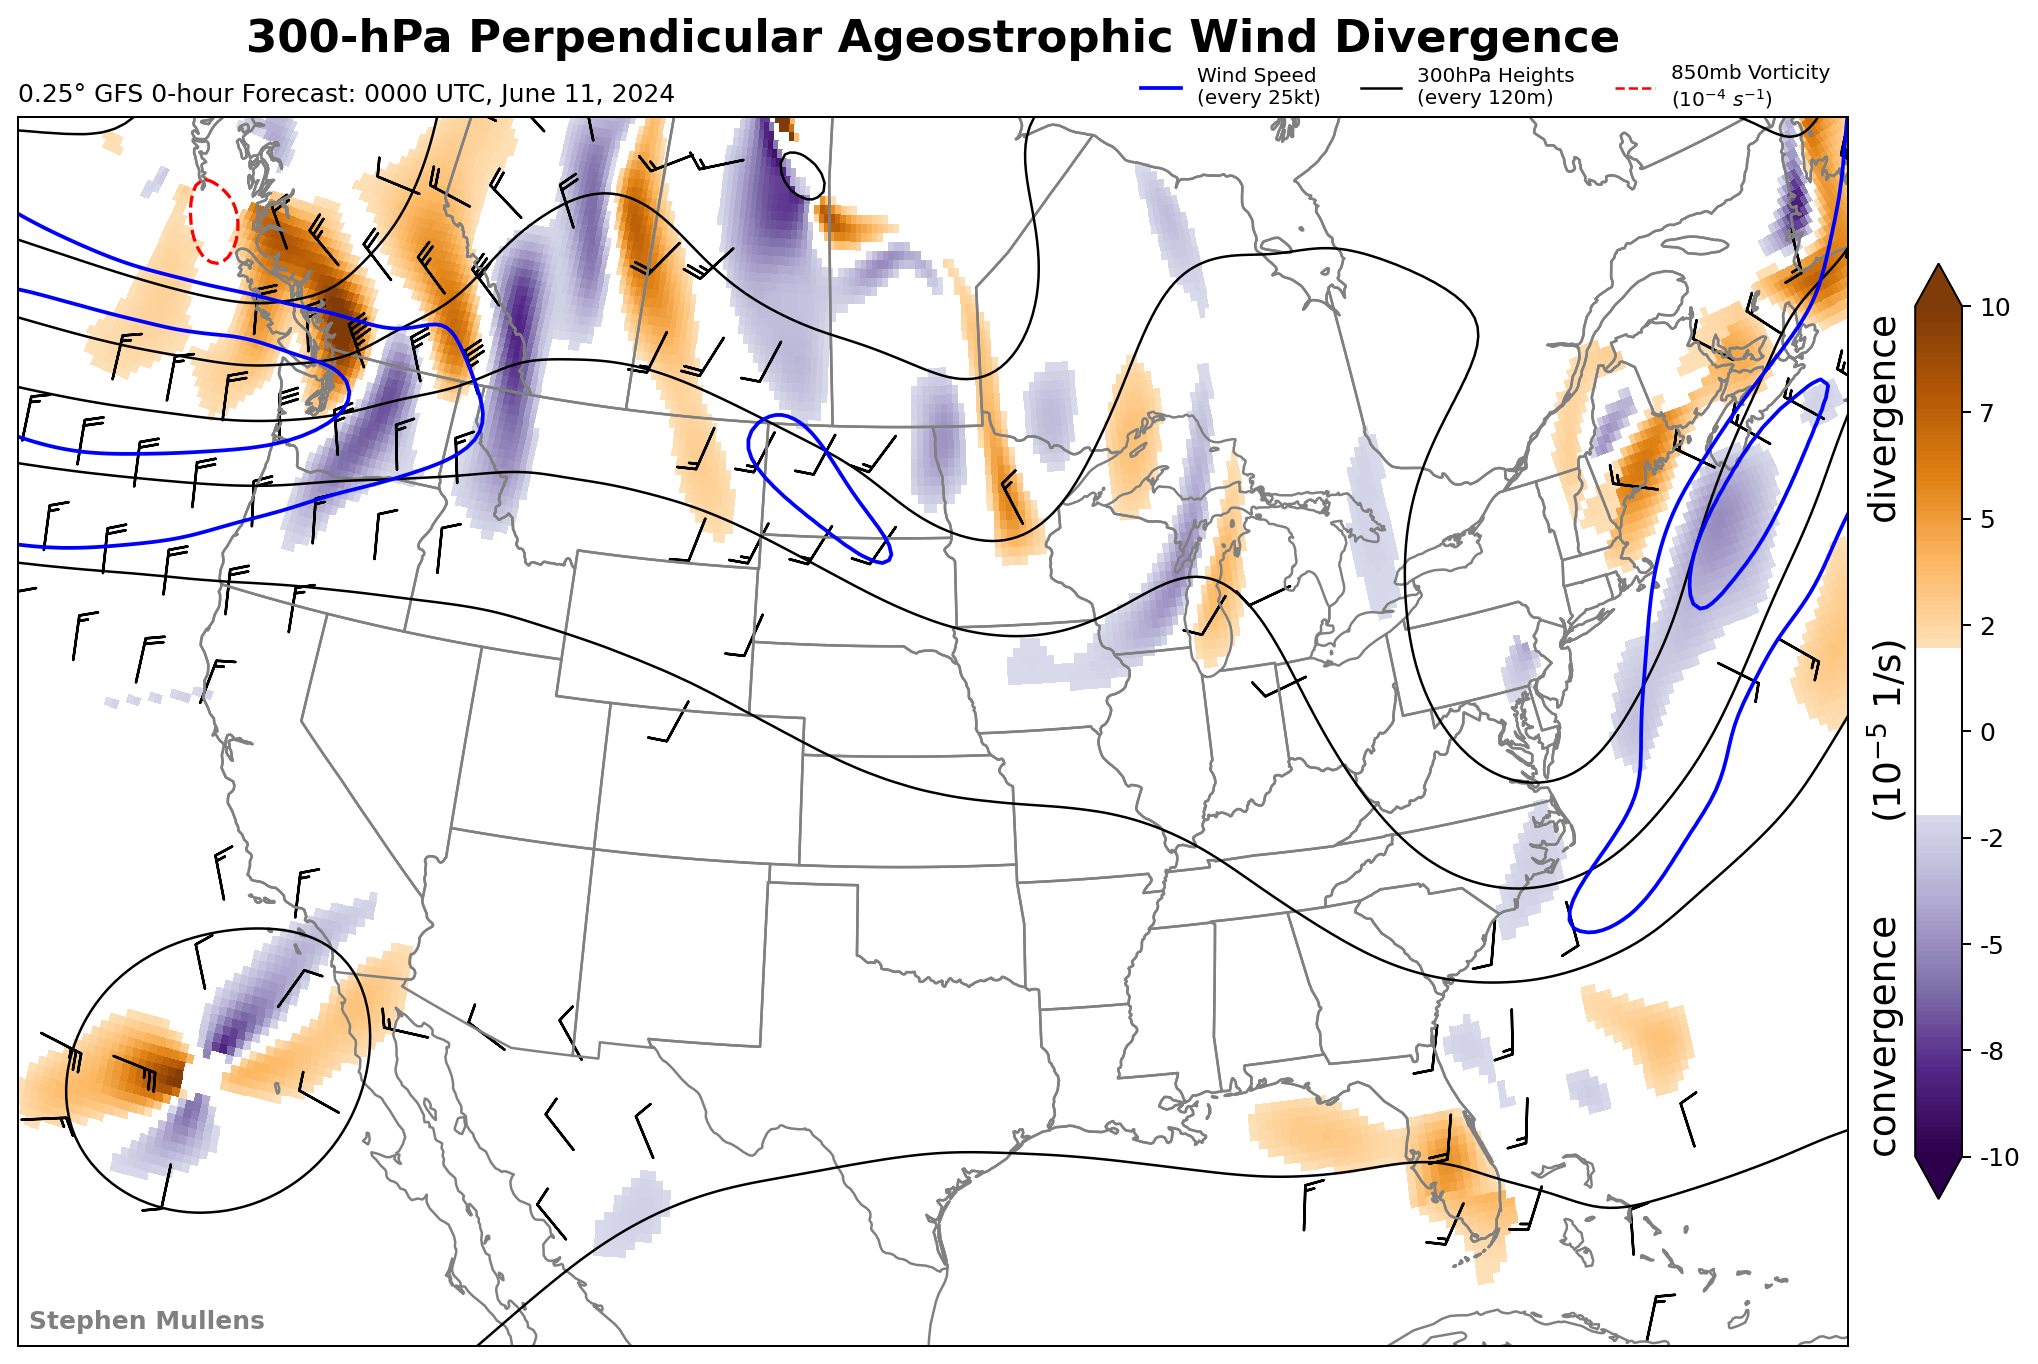 300-hPa Perpendicular Ageostrophic Wind Divergence
0.25° GFS 0-hour Forecast: 0000 UTC, June 11, 2024
Wind Speed
(every 25kt)
300hPa Heights
(every 120m)
850mb Vorticity
(10⁻⁴ s⁻¹)
10
7
5
2
0
-2
-5
-8
-10
convergence (10⁻⁵ 1/s) divergence
Stephen Mullens